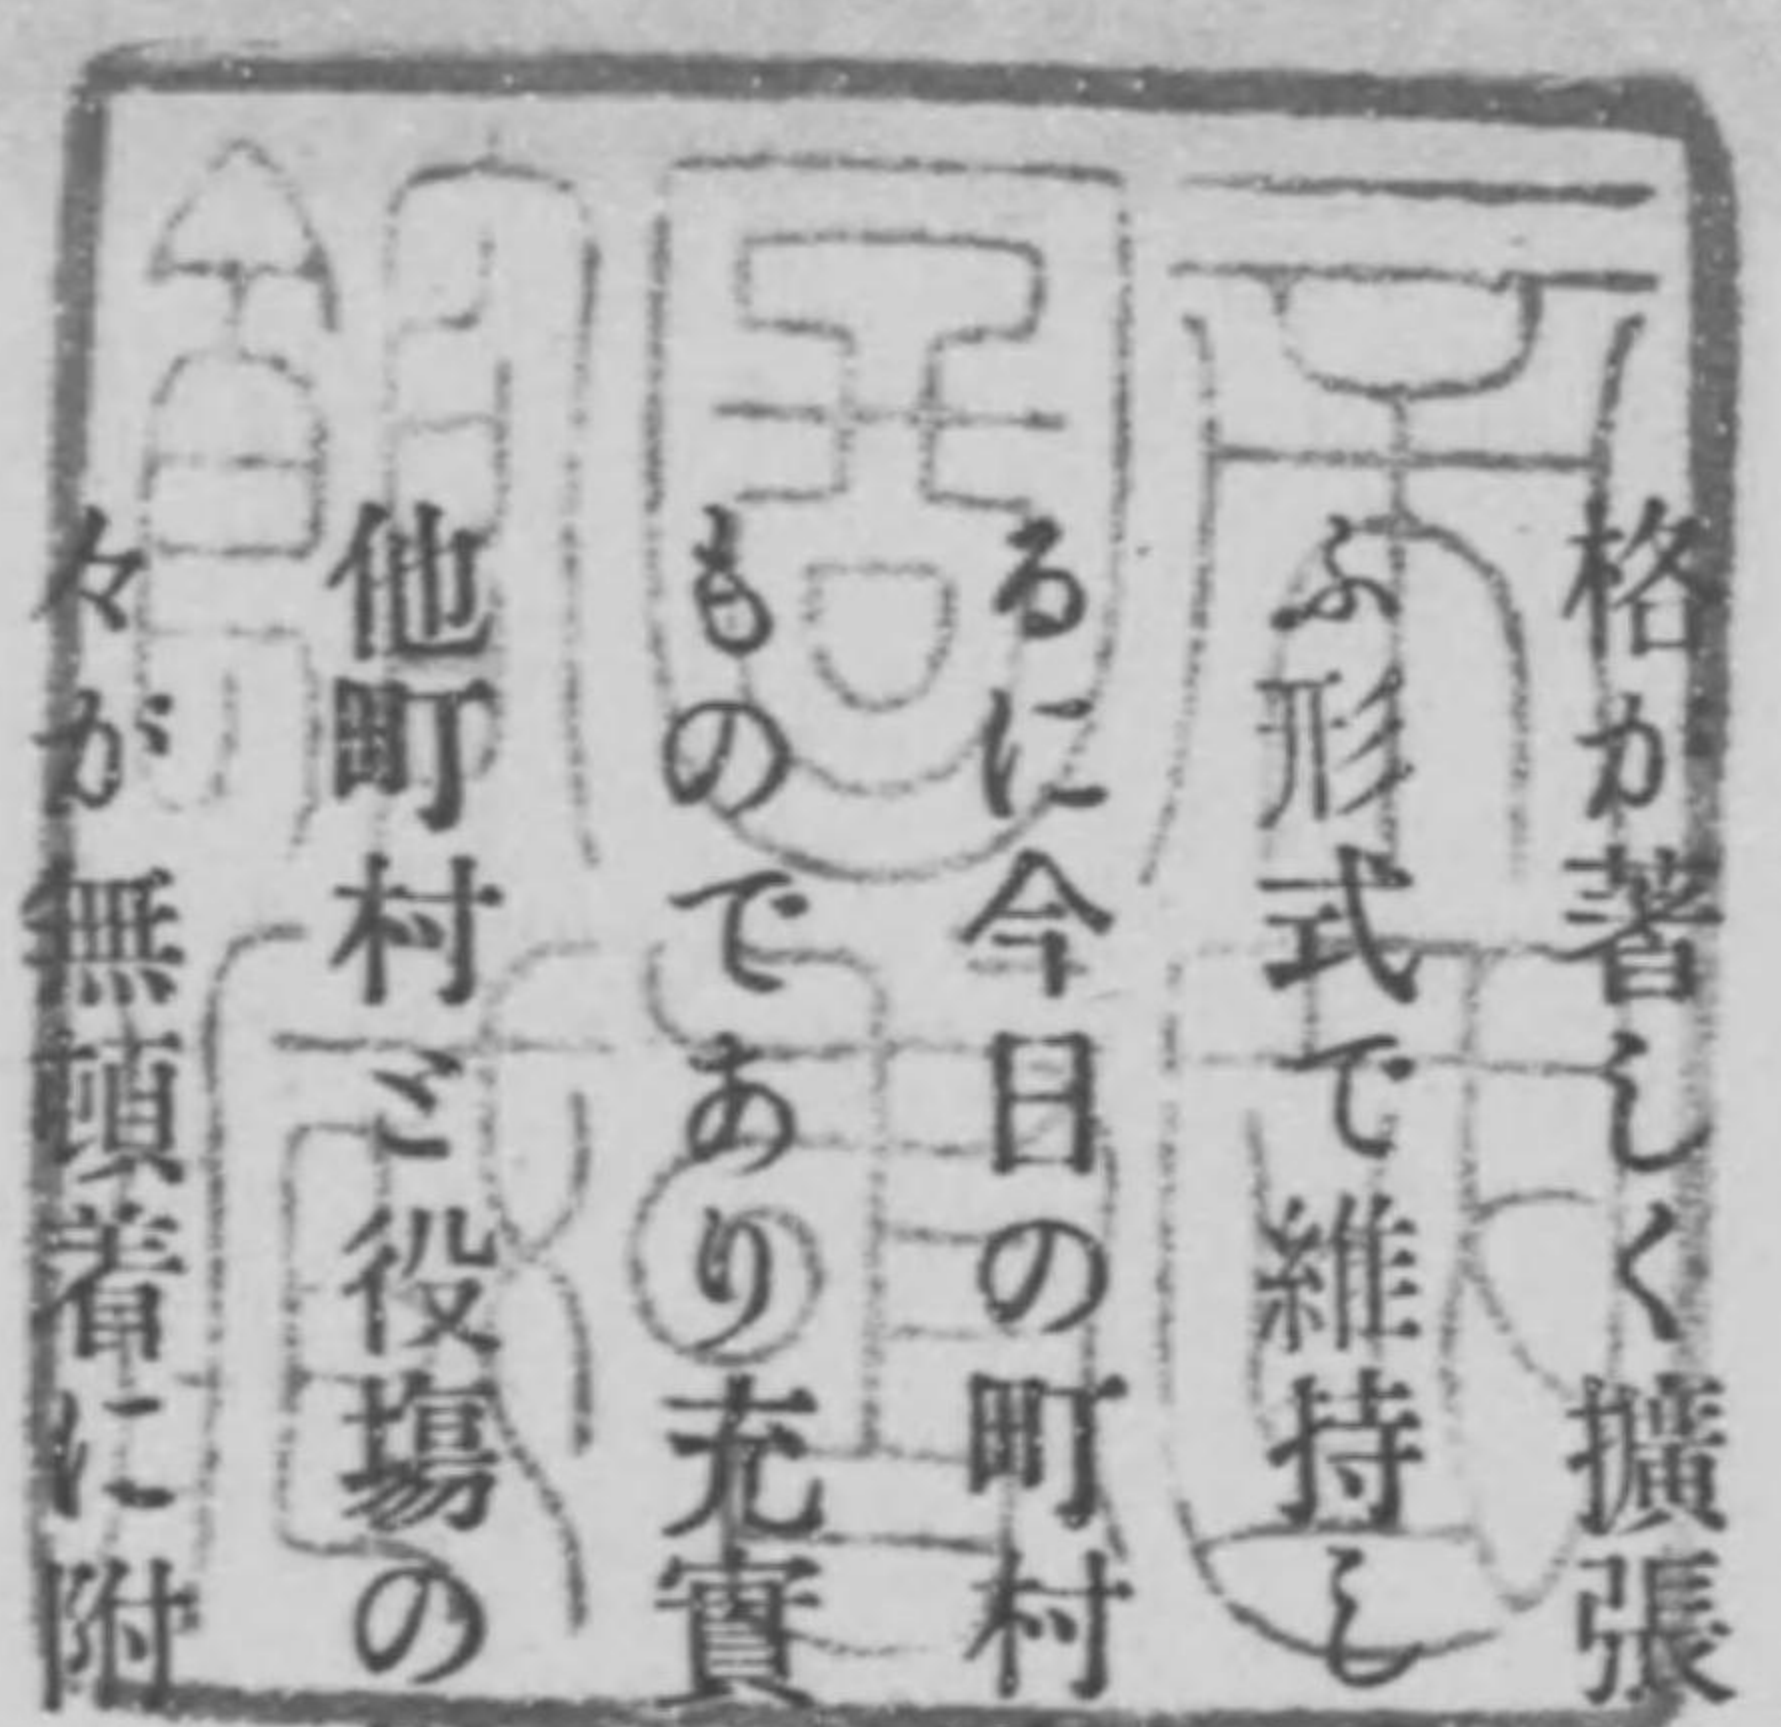 格が著しく擴張
ふ形式で維持し
るに今日の町村
ものであり充實
他町村と役場の
々が無頓着に附